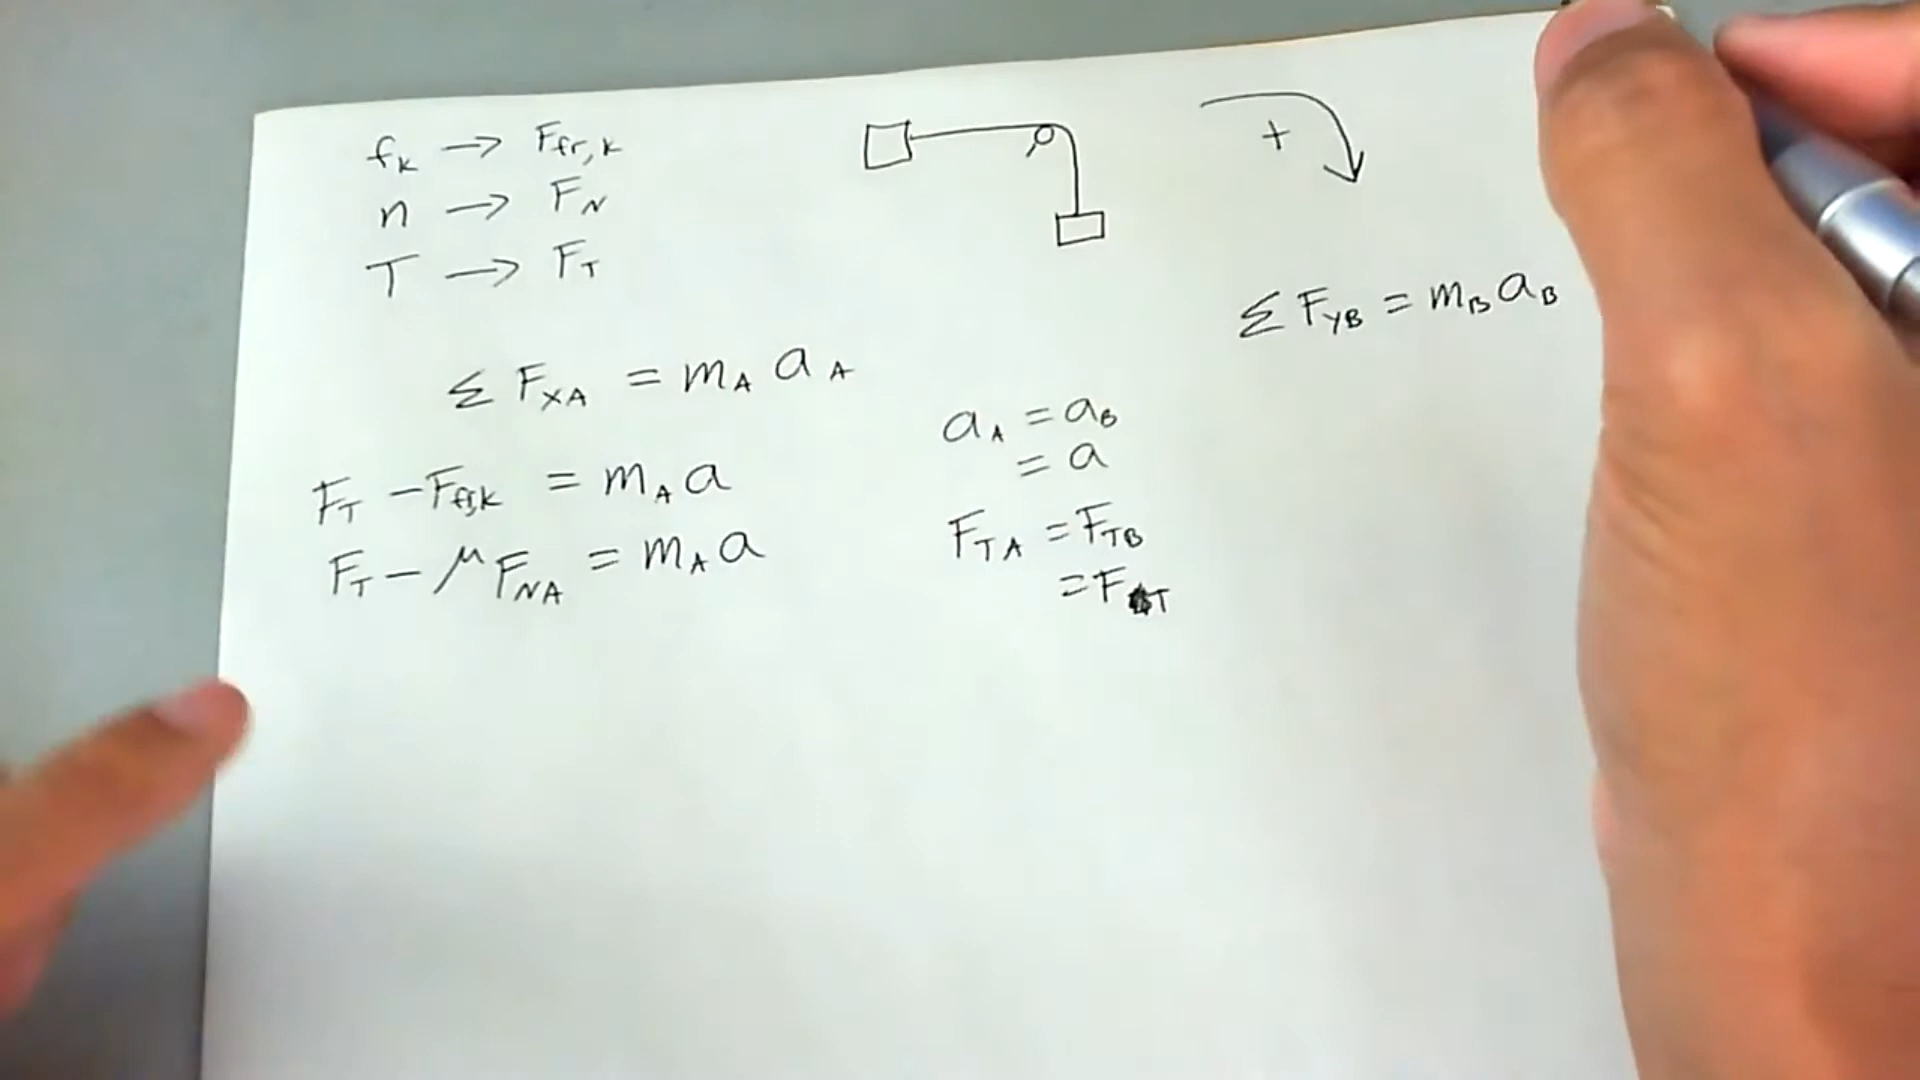 f_k → F_fr,k
n → F_N
T → F_T
+
ΣF_YB = m_B a_B
ΣF_XA = m_A a_A
F_T - F_fr,k = m_A a
F_T - μF_NA = m_A a
a_A = a_B
= a
F_TA = F_TB
= F_T